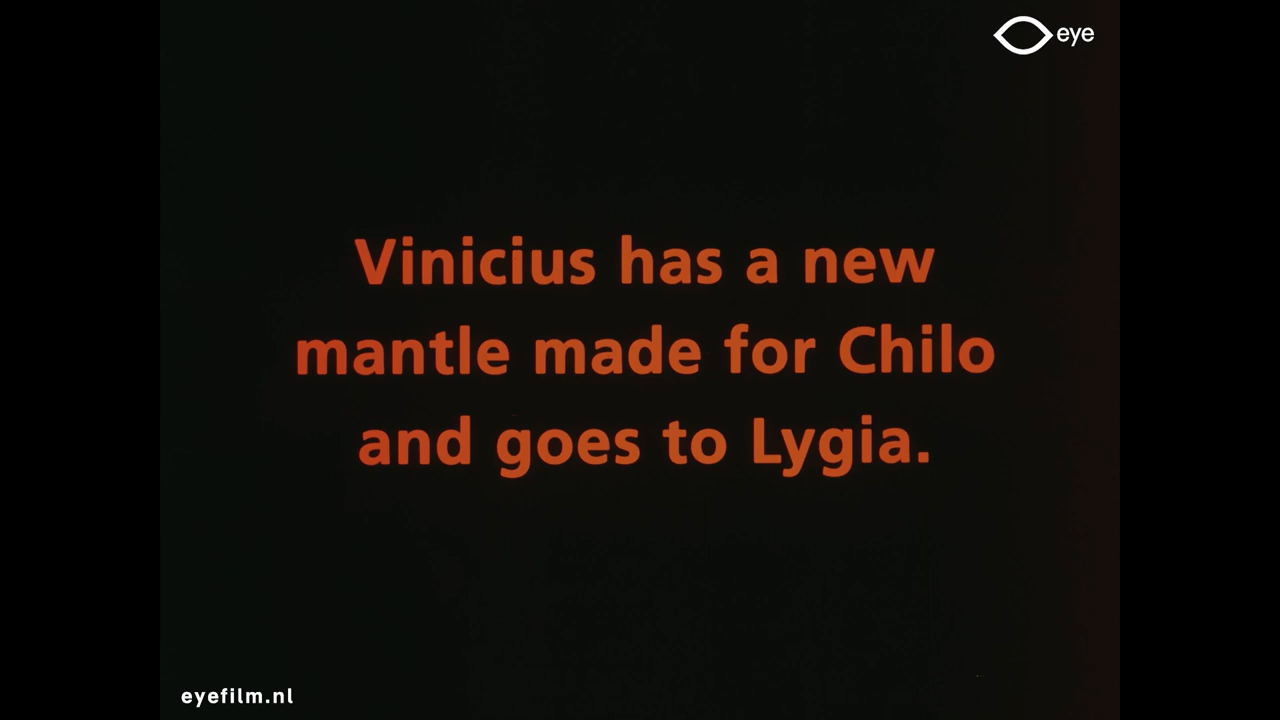 eye
Vinicius has a new
mantle made for Chilo
and goes to Lygia.
eyefilm.nl